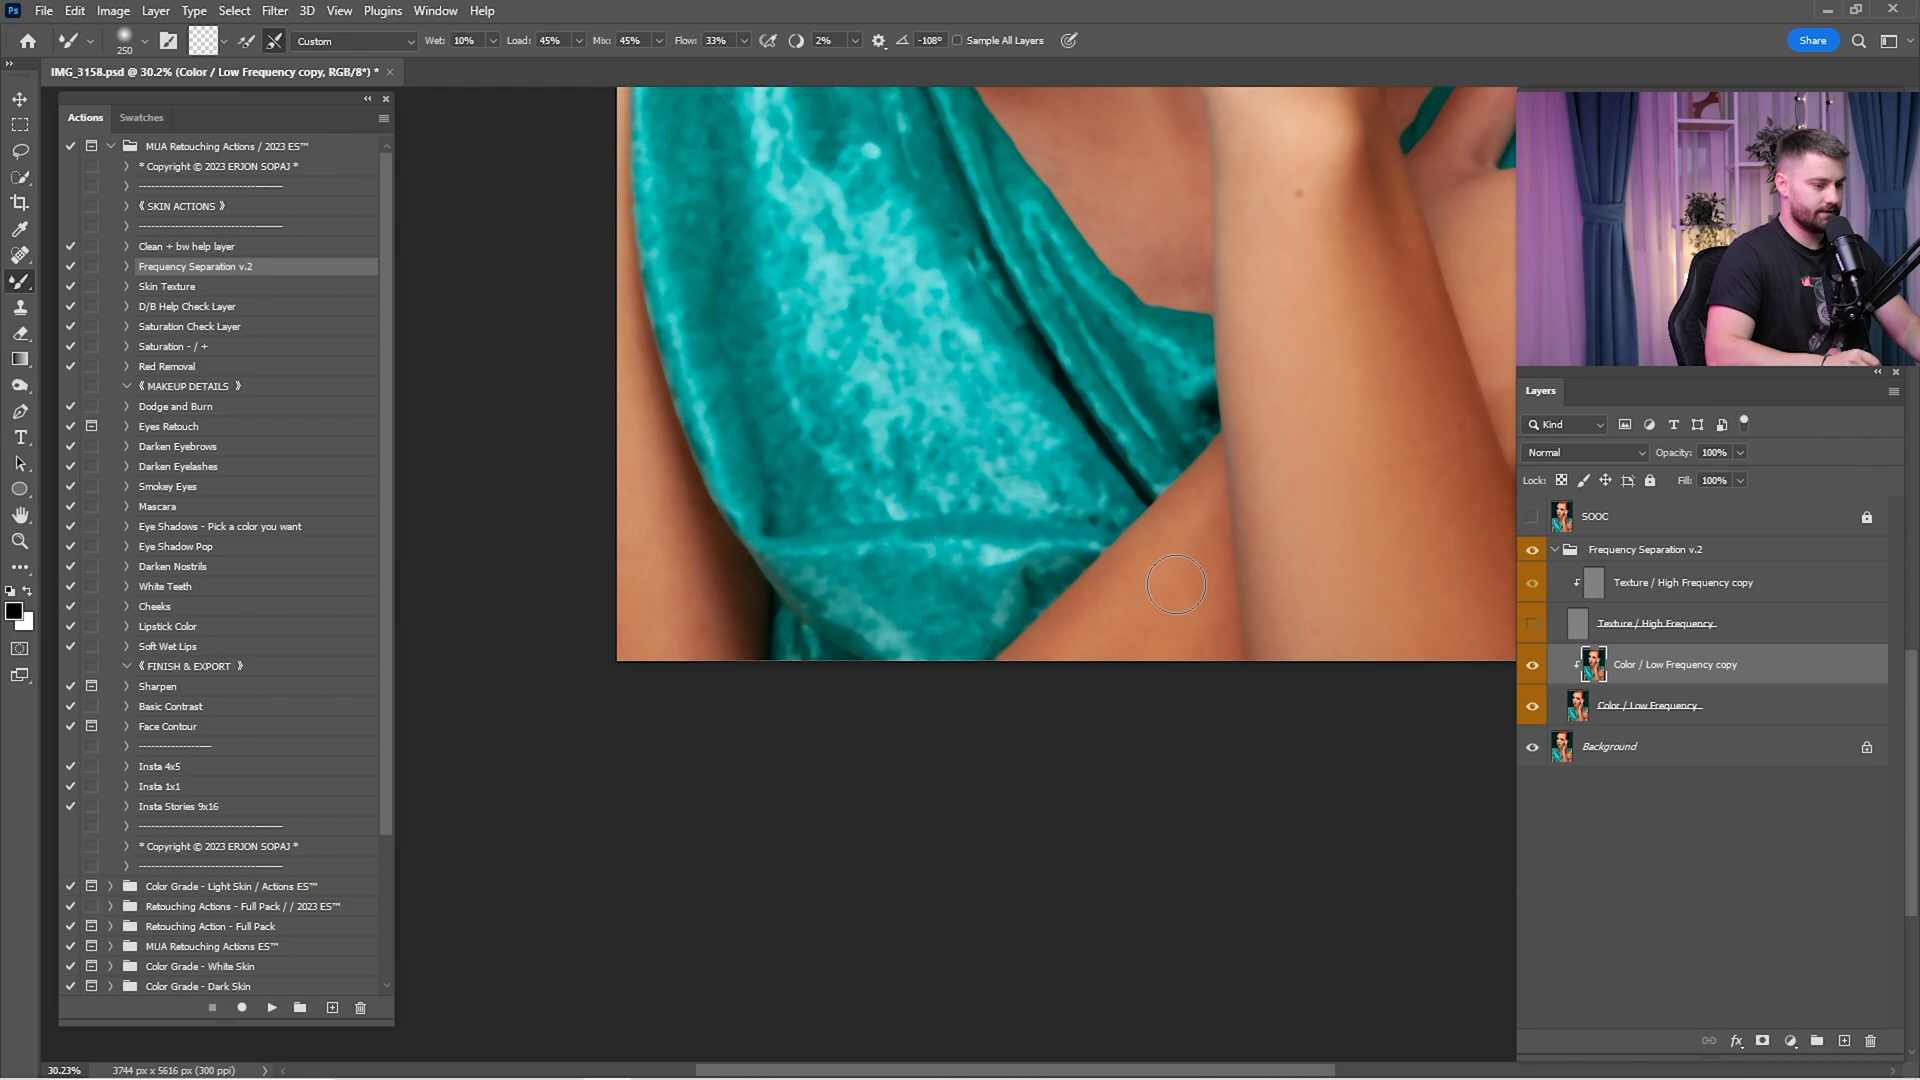 Ps File Edit Image Layer Type Select Filter 3D View Plugins Window Help
250 Custom Wet: 10% Load: 45% Mix: 45% Flow: 33% 2% -108° Sample All Layers Share
IMG_3158.psd @ 30.2% (Color / Low Frequency copy, RGB/8*) *
Actions Swatches
MUA Retouching Actions / 2023 ES™
* Copyright © 2023 ERJON SOPAJ *
------------------------------------
《 SKIN ACTIONS 》
------------------------------------
Clean + bw help layer
Frequency Separation v.2
Skin Texture
D/B Help Check Layer
Saturation Check Layer
Saturation - / +
Red Removal
《 MAKEUP DETAILS 》
Dodge and Burn
Eyes Retouch
Darken Eyebrows
Darken Eyelashes
Smokey Eyes
Mascara
Eye Shadows - Pick a color you want
Eye Shadow Pop
Darken Nostrils
White Teeth
Cheeks
Lipstick Color
Soft Wet Lips
《 FINISH & EXPORT 》
Sharpen
Basic Contrast
Face Contour
------------------
Insta 4x5
Insta 1x1
Insta Stories 9x16
------------------------------------
* Copyright © 2023 ERJON SOPAJ *
------------------------------------
Color Grade - Light Skin / Actions ES™
Retouching Actions - Full Pack / / 2023 ES™
Retouching Action - Full Pack
MUA Retouching Actions ES™
Color Grade - White Skin
Color Grade - Dark Skin
Layers
Kind
Normal Opacity: 100%
Lock: Fill: 100%
SOOC
Frequency Separation v.2
Texture / High Frequency copy
Texture / High Frequency
Color / Low Frequency copy
Color / Low Frequency
Background
30.23% 3744 px x 5616 px (300 ppi)